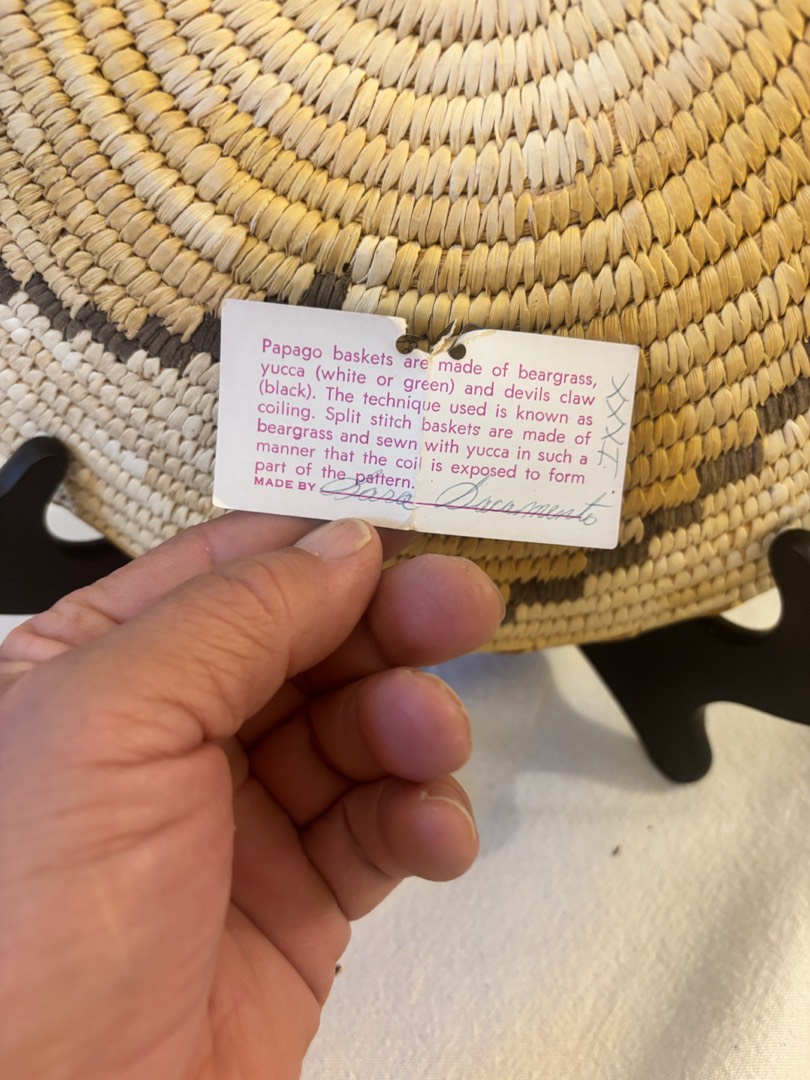 Papago baskets are made of beargrass,
yucca (white or green) and devils claw
(black). The technique used is known as
coiling. Split stitch baskets are made of
beargrass and sewn with yucca in such a
manner that the coil is exposed to form
part of the pattern.
MADE BY Sara Sacamento